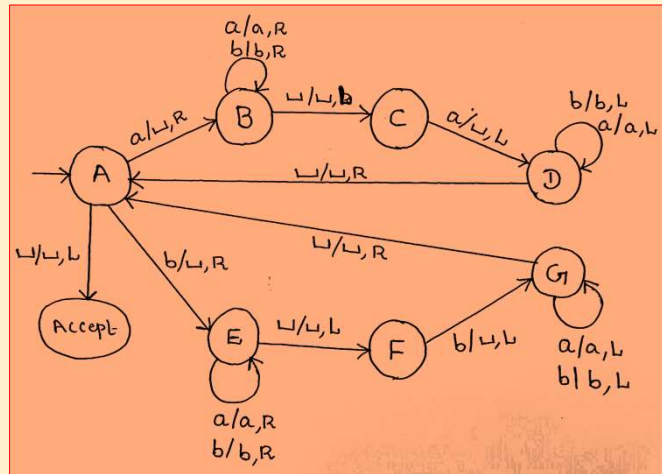 a/a,R
b/b,R
B
⊔/⊔,L
C
a/⊔,R
a/⊔,L
b/b,L
a/a,L
D
A
⊔/⊔,R
⊔/⊔,R
⊔/⊔,L
b/⊔,R
G
Accept
E
⊔/⊔,L
F
b/⊔,L
a/a,L
b/b,L
a/a,R
b/b,R